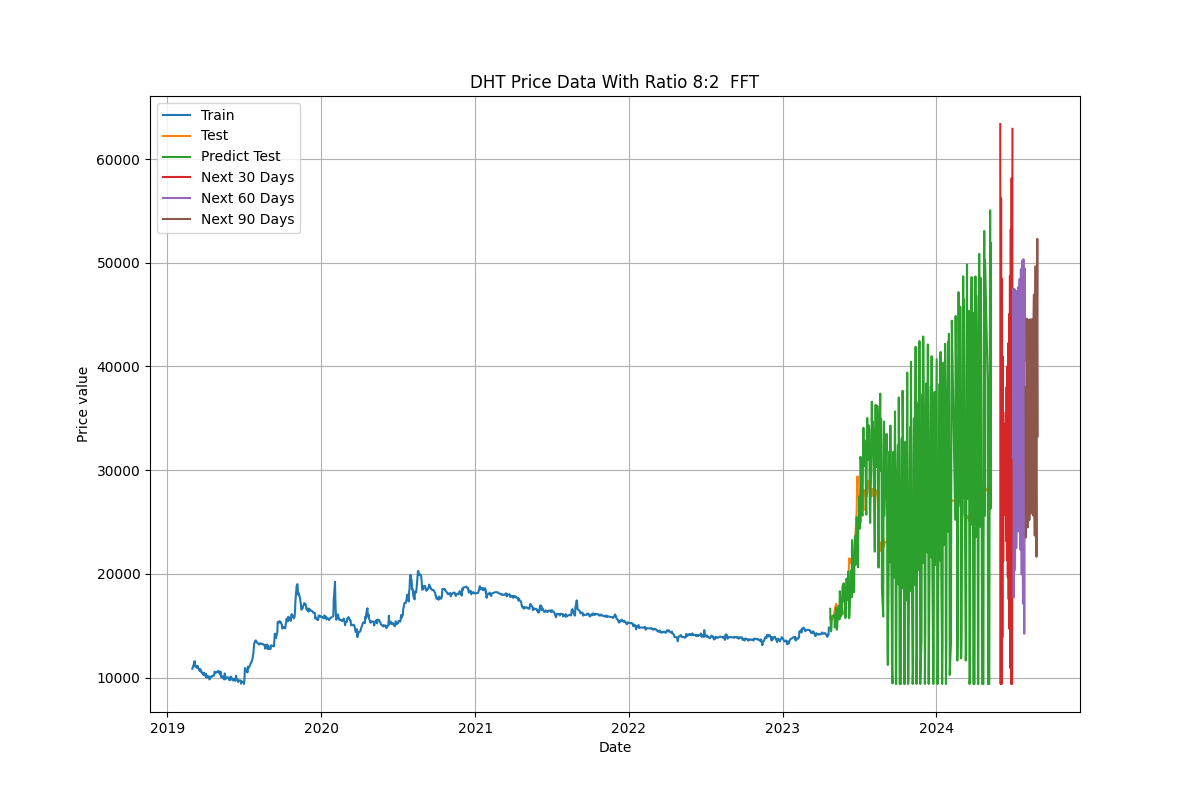 DHT Price Data With Ratio 8:2  FFT
Train
Test
Predict Test
Next 30 Days
Next 60 Days
Next 90 Days
60000
50000
40000
30000
20000
10000
Price value
2019 2020 2021 2022 2023 2024
Date